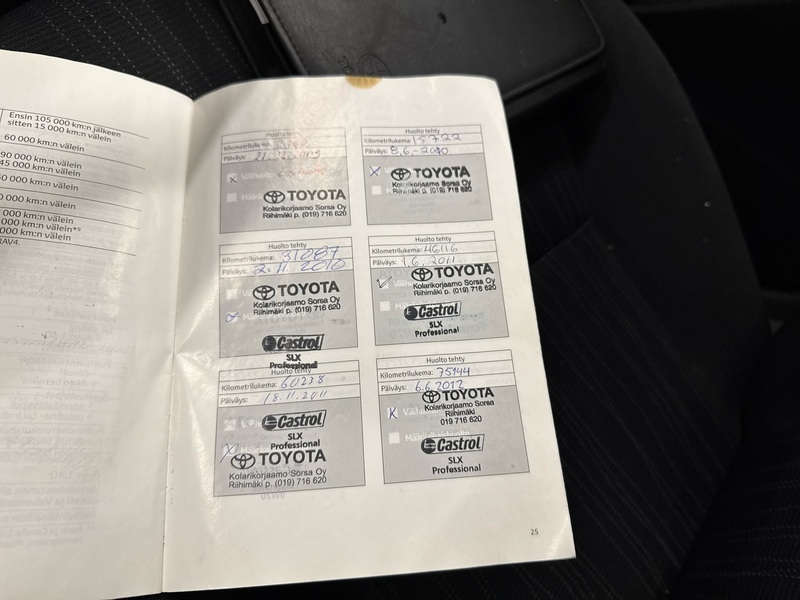 Ensin 105 000 km:n jälkeen
sitten 15 000 km:n välein
60 000 km:n välein
90 000 km:n välein
45 000 km:n välein
000 km:n välein
000 km:n välein
000 km:n välein
000 km:n välein*⁹
000 km:n välein
RAV4.
Huolto tehty
Kilometrilukema:
Päiväys:
TOYOTA
Kolarikorjaamo Sorsa Oy
Riihimäki p. (019) 716 620
Huolto tehty
Kilometrilukema: 15722
Päiväys: 8.6.-2010
TOYOTA
Kolarikorjaamo Sorsa Oy
Riihimäki p. (019) 716 620
Huolto tehty
Kilometrilukema: 31087
Päiväys: 2.11.2010
TOYOTA
Kolarikorjaamo Sorsa Oy
Riihimäki p. (019) 716 620
Castrol
SLX
Professional
Huolto tehty
Kilometrilukema: 46116
Päiväys: 1.6.2011
TOYOTA
Kolarikorjaamo Sorsa Oy
Riihimäki p. (019) 716 620
Castrol
SLX
Professional
Huolto tehty
Kilometrilukema: 60238
Päiväys: 18.11.2011
Castrol
SLX
Professional
TOYOTA
Kolarikorjaamo Sorsa Oy
Riihimäki p. (019) 716 620
Huolto tehty
Kilometrilukema: 75144
Päiväys: 6.6.2012
TOYOTA
Kolarikorjaamo Sorsa
Riihimäki
019 716 620
Castrol
SLX
Professional
25